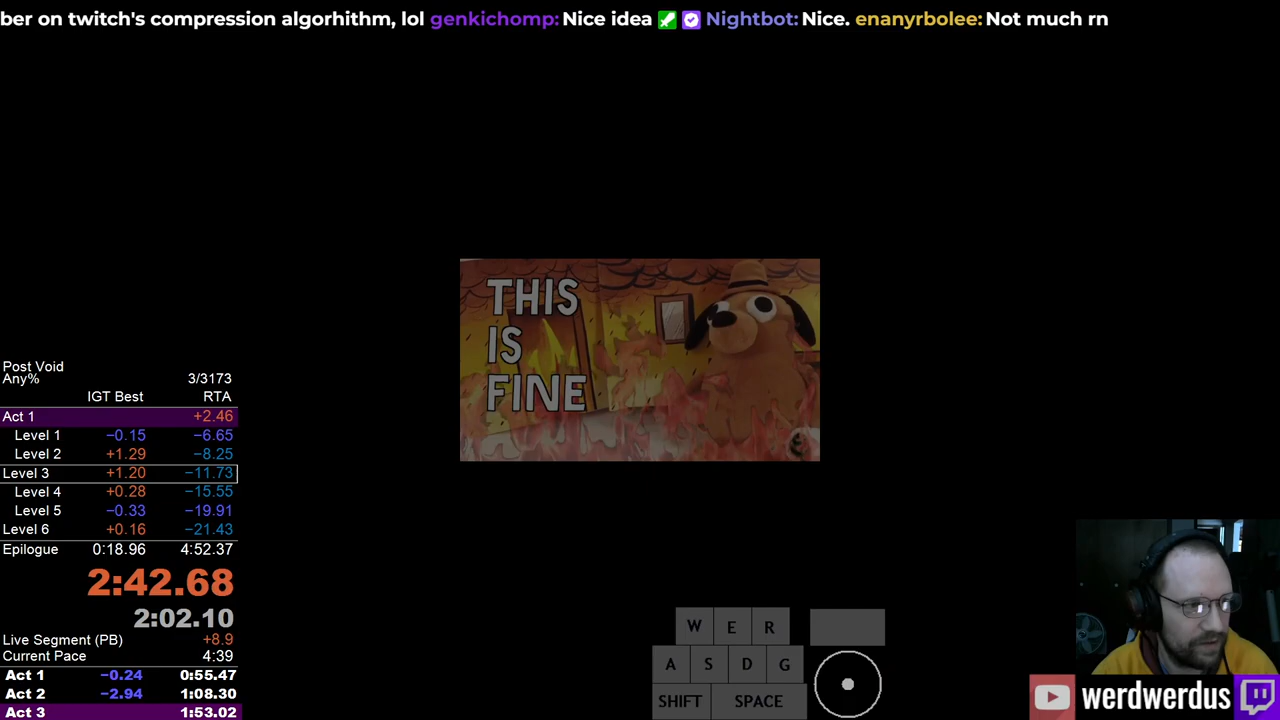 ber on twitch's compression algorhithm, lol genkichomp: Nice idea Nightbot: Nice. enanyrbolee: Not much rn
THIS
IS
FINE
Post Void
Any% 3/3173
IGT Best RTA
Act 1 +2.46
Level 1 −0.15 −6.65
Level 2 +1.29 −8.25
Level 3 +1.20 −11.73
Level 4 +0.28 −15.55
Level 5 −0.33 −19.91
Level 6 +0.16 −21.43
Epilogue 0:18.96 4:52.37
2:42.68
2:02.10
Live Segment (PB) +8.9
Current Pace 4:39
Act 1 −0.24 0:55.47
Act 2 −2.94 1:08.30
Act 3 1:53.02
W E R
A S D G
SHIFT SPACE
werdwerdus